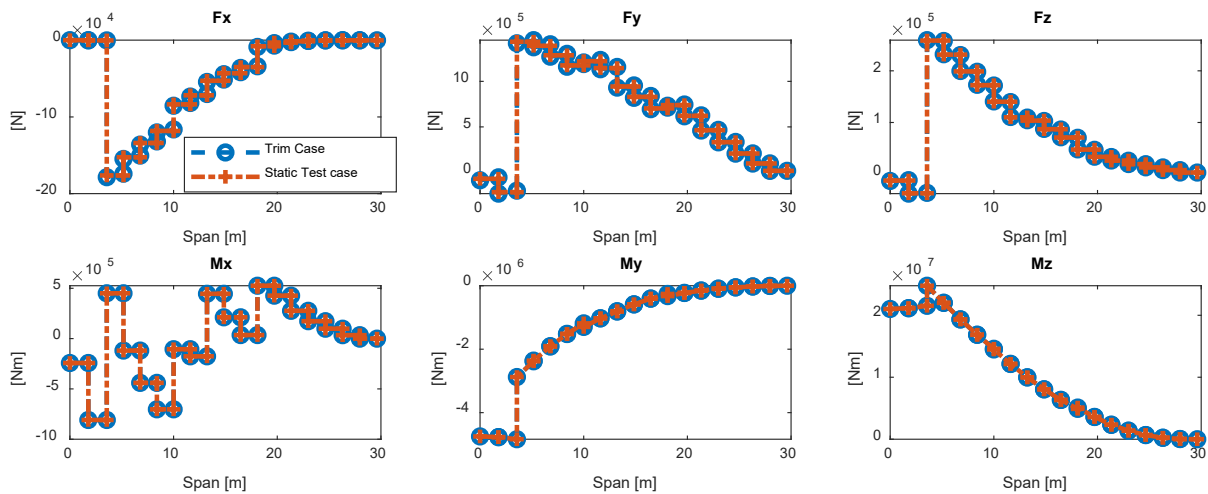 Fx
× 10 4
0
-10
-20
[N]
0 10 20 30
Span [m]
Trim Case
Static Test case
Fy
× 10 5
10
5
0
[N]
0 10 20 30
Span [m]
Fz
× 10 5
2
1
0
[N]
0 10 20 30
Span [m]
Mx
× 10 5
5
0
-5
-10
[Nm]
0 10 20 30
Span [m]
My
× 10 6
0
-2
-4
[Nm]
0 10 20 30
Span [m]
Mz
× 10 7
2
1
0
[Nm]
0 10 20 30
Span [m]